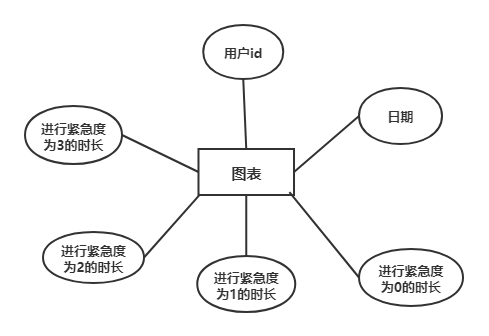 用户id
日期
进行紧急度
为3的时长
图表
进行紧急度
为2的时长
进行紧急度
为1的时长
进行紧急度
为0的时长